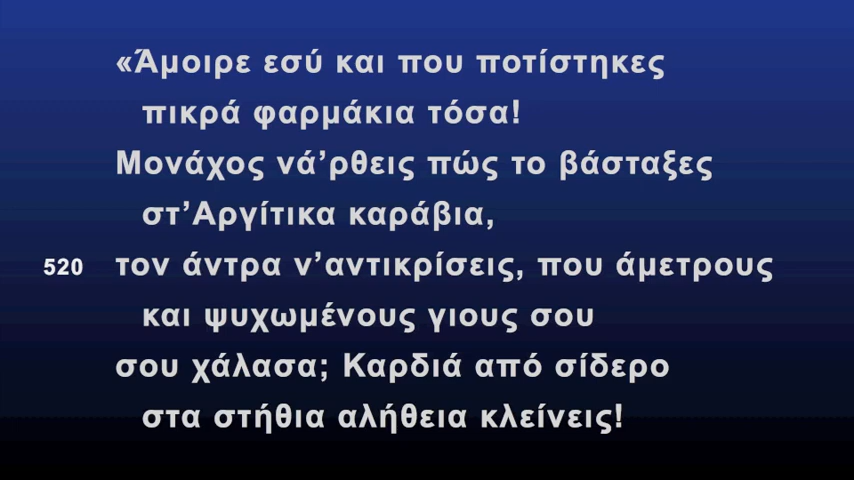 «Άμοιρε εσύ και που ποτίστηκες
πικρά φαρμάκια τόσα!
Μονάχος νά’ρθεις πώς το βάσταξες
στ’Αργίτικα καράβια,
520 τον άντρα ν’αντικρίσεις, που άμετρους
και ψυχωμένους γιους σου
σου χάλασα; Καρδιά από σίδερο
στα στήθια αλήθεια κλείνεις!